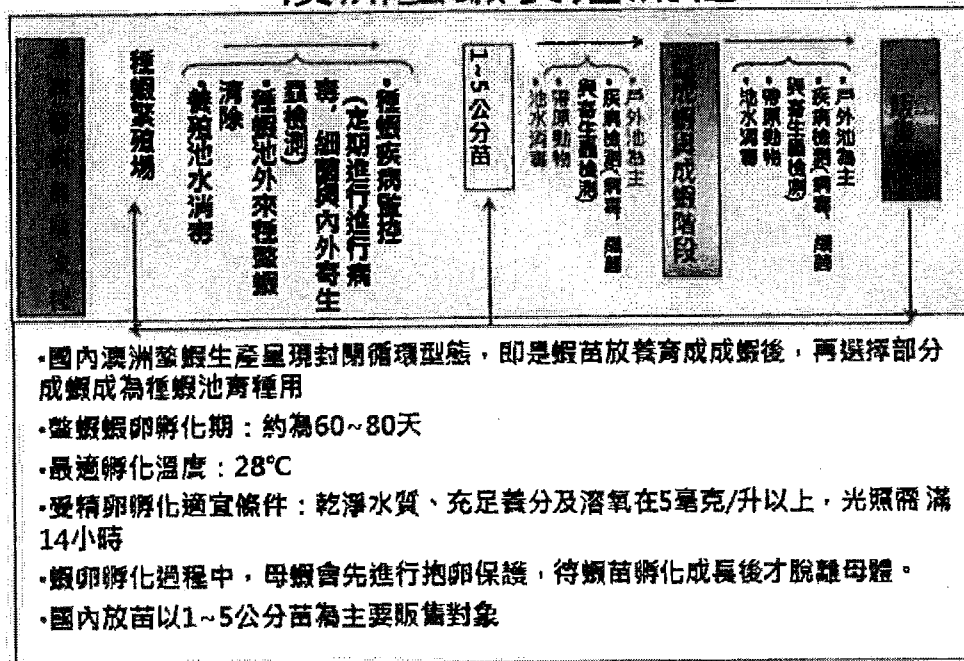 種蝦繁殖場
•種蝦疾病監控
(定期進行進行病
毒、細菌與內外寄生
蟲檢測)
•種蝦池外來種螯蝦
清除
•養殖池水消毒
1~5公分苗
•戶外池為主
•疾病檢測(病毒、細菌
與寄生蟲檢測)
•帶原動物
•池水消毒
成蝦與成蝦階段
•戶外池為主
•疾病檢測(病毒、細菌
與寄生蟲檢測)
•帶原動物
•池水消毒
販售
•國內澳洲螯蝦生產呈現封閉循環型態，即是蝦苗放養育成成蝦後，再選擇部分
成蝦成為種蝦池育種用
•螯蝦蝦卵孵化期：約為60~80天
•最適孵化溫度：28℃
•受精卵孵化適宜條件：乾淨水質、充足養分及溶氧在5毫克/升以上，光照需滿
14小時
•蝦卵孵化過程中，母蝦會先進行抱卵保護，待蝦苗孵化成長後才脫離母體。
•國內放苗以1~5公分苗為主要販售對象